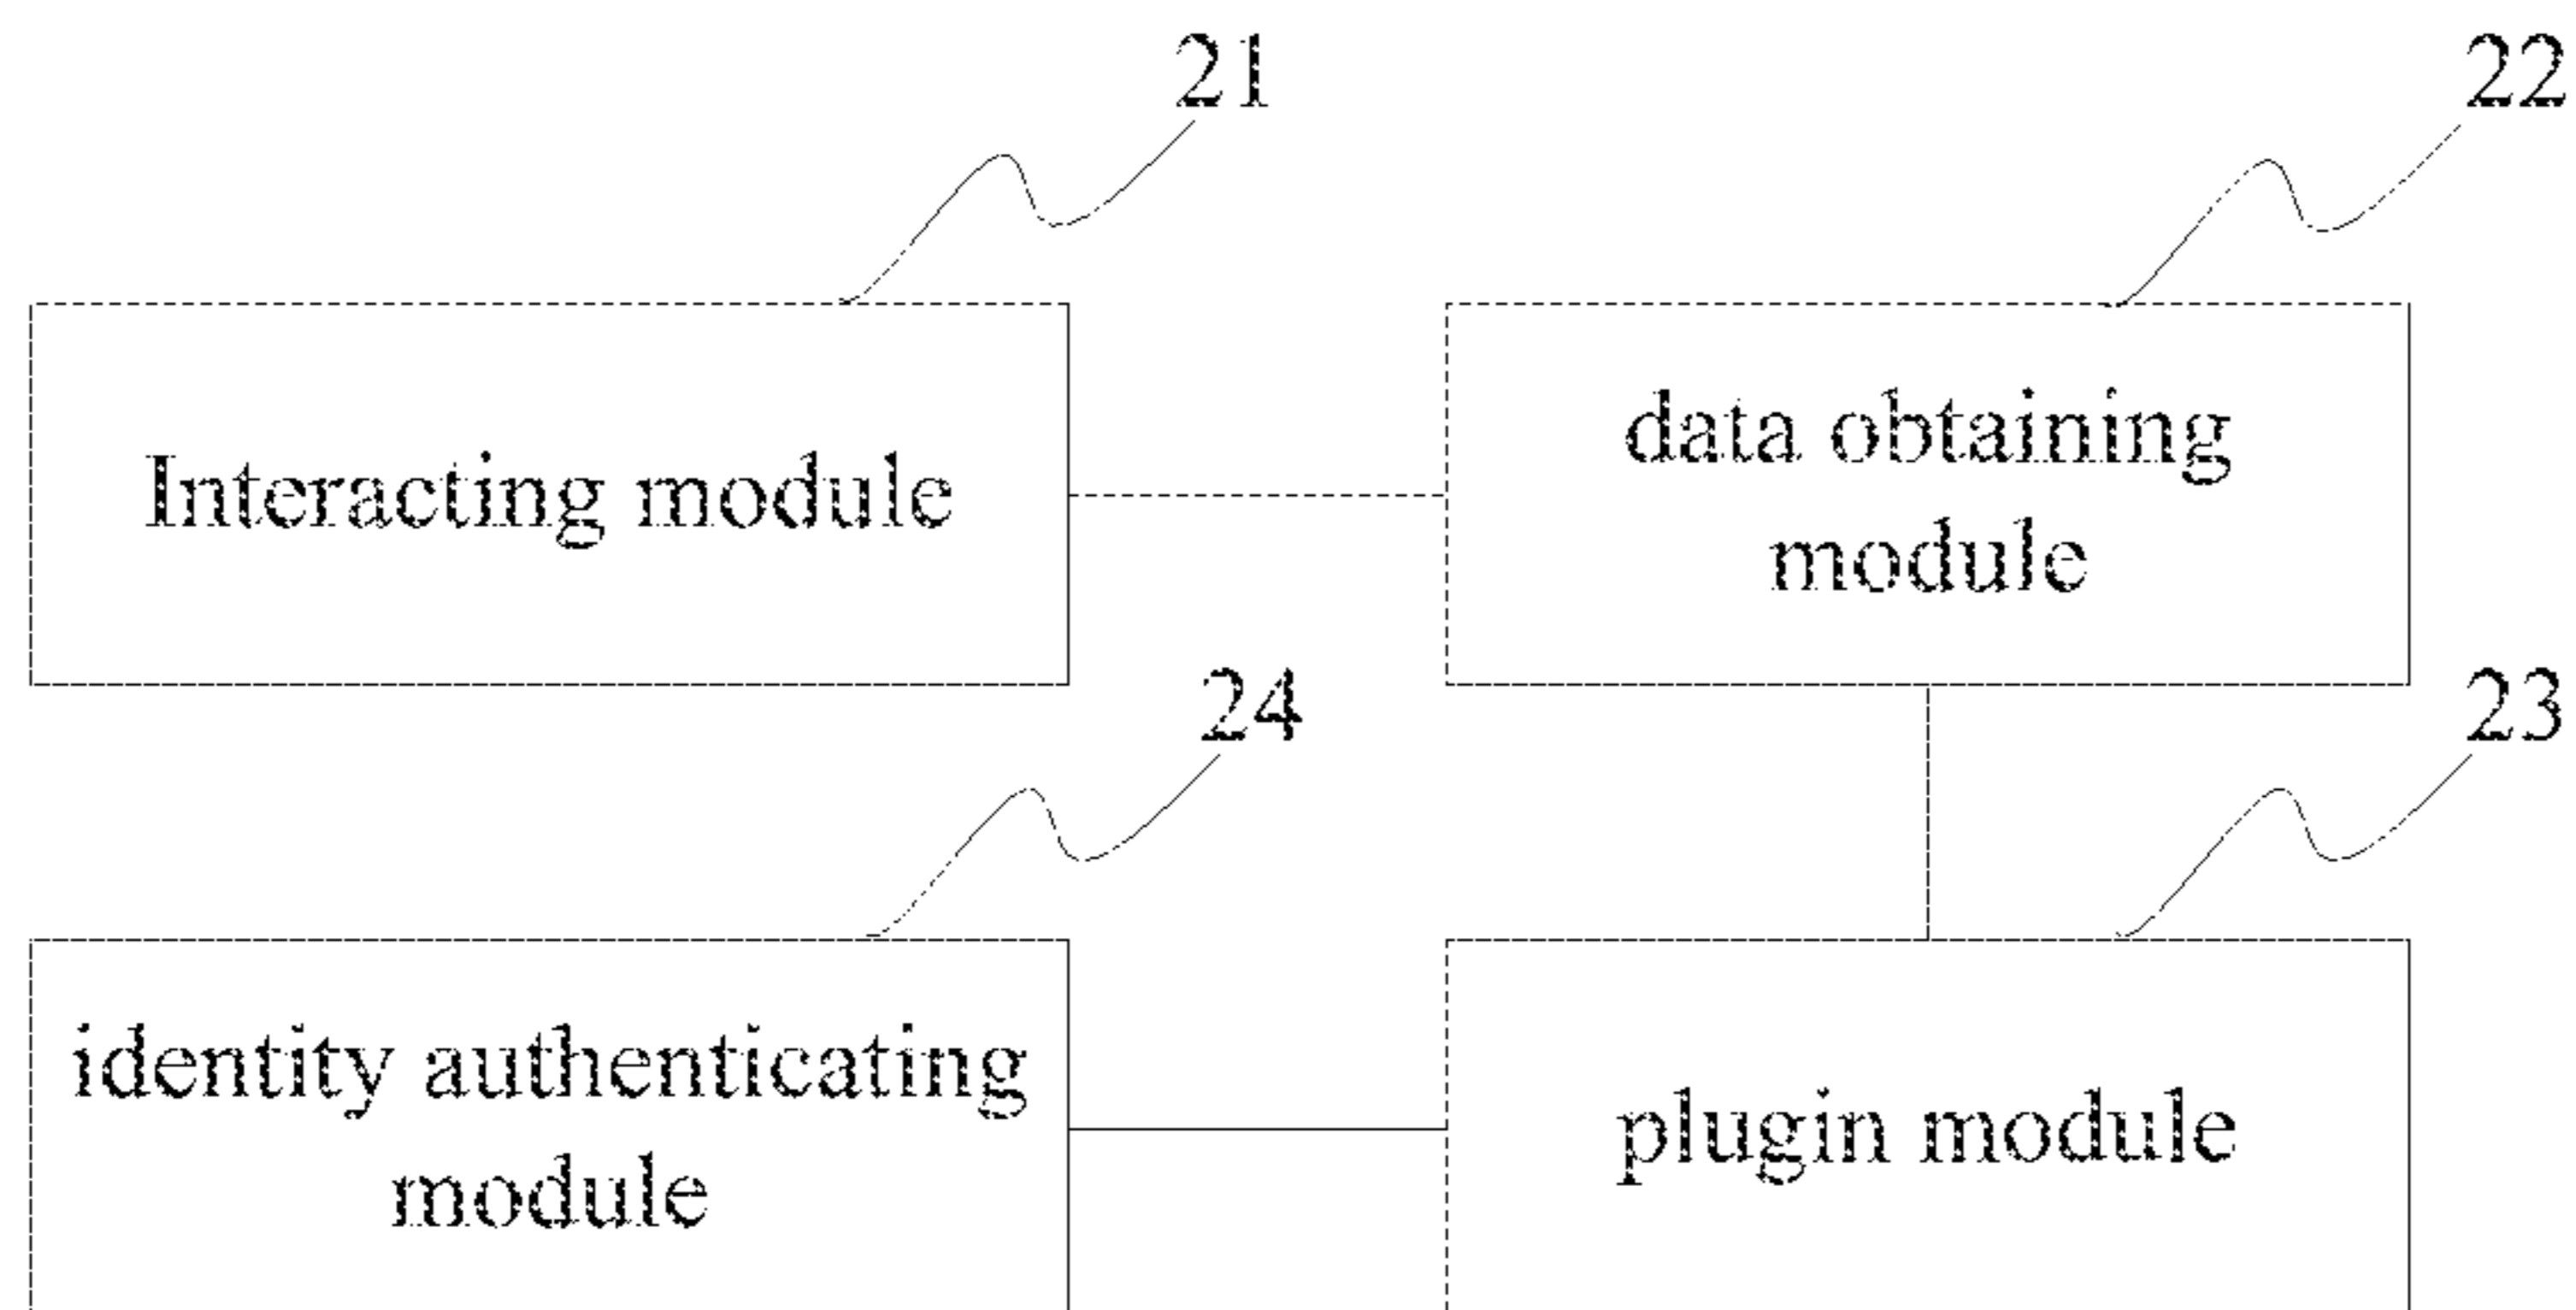 21
22
Interacting module
data obtaining
module
24
23
identity authenticating
module
plugin module